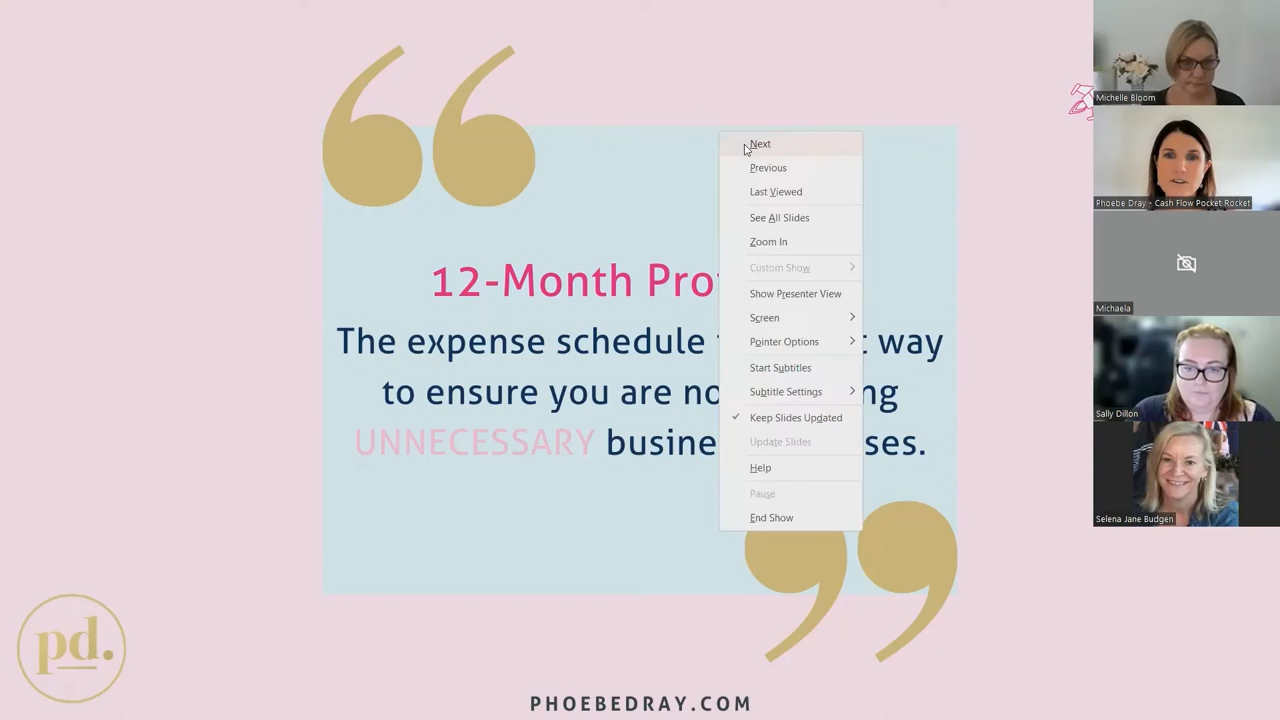 12-Month Pro
The expense schedule way
to ensure you are no ng
UNNECESSARY busine ses.
Next
Previous
Last Viewed
See All Slides
Zoom In
Custom Show
Show Presenter View
Screen
Pointer Options
Start Subtitles
Subtitle Settings
Keep Slides Updated
Update Slides
Help
Pause
End Show
pd.
PHOEBEDRAY.COM
Michelle Bloom
Phoebe Dray - Cash Flow Pocket Rocket
Michaela
Sally Dillon
Selena Jane Budgen